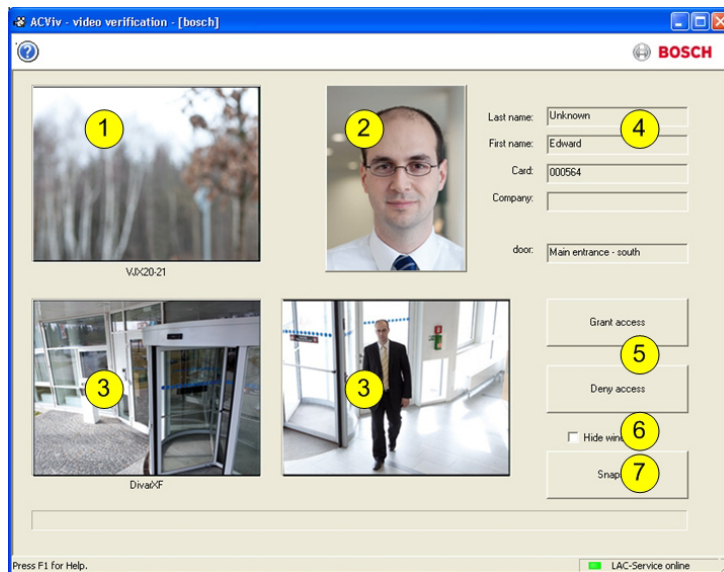 ACViv - video verification - [bosch]
BOSCH
1
2
Last name: Unknown
4
First name: Edward
Card: 000564
Company:
door: Main entrance - south
VJX20-21
3
3
Grant access
5
Deny access
6
Hide
7
DivarXF
Press F1 for Help.
LAC-Service online